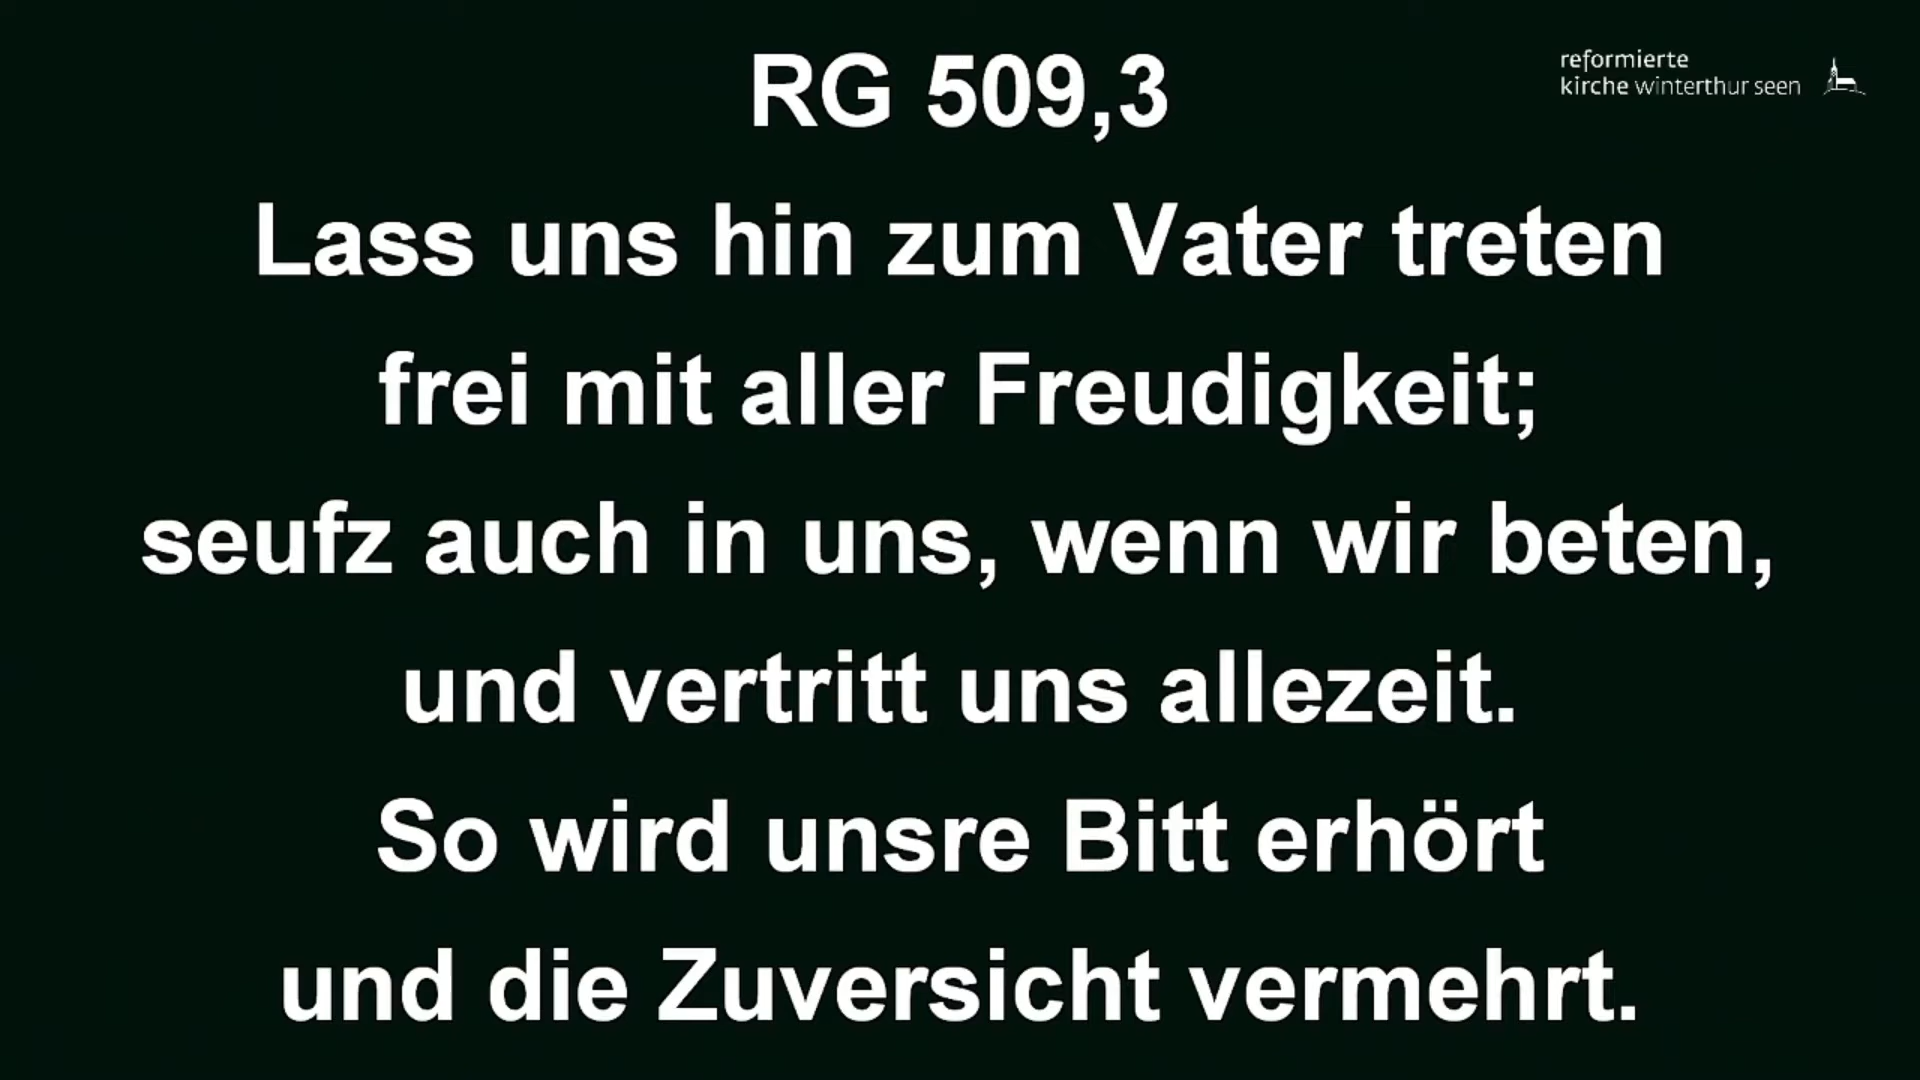 RG 509,3
reformierte
kirche winterthur seen
Lass uns hin zum Vater treten
frei mit aller Freudigkeit;
seufz auch in uns, wenn wir beten,
und vertritt uns allezeit.
So wird unsre Bitt erhört
und die Zuversicht vermehrt.